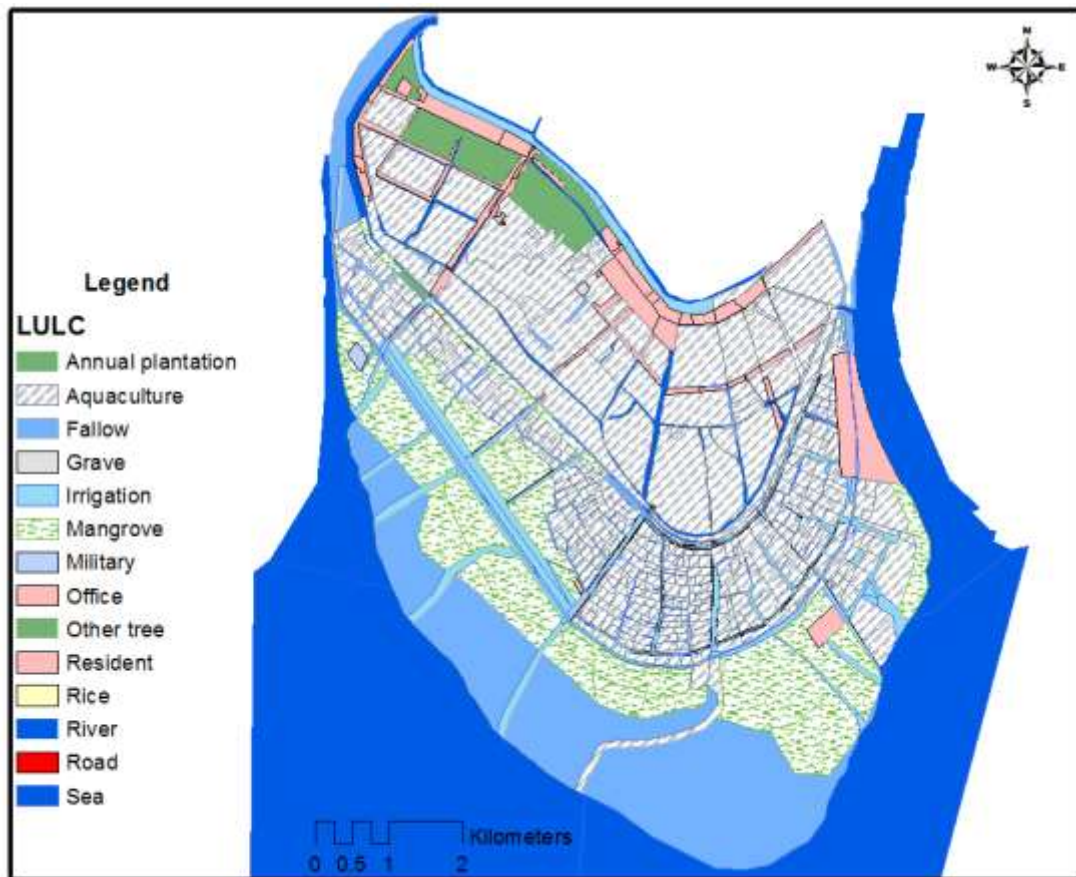 N
W E
S
Legend
LULC
Annual plantation
Aquaculture
Fallow
Grave
Irrigation
Mangrove
Military
Office
Other tree
Resident
Rice
River
Road
Sea
Kilometers
0 0.5 1 2